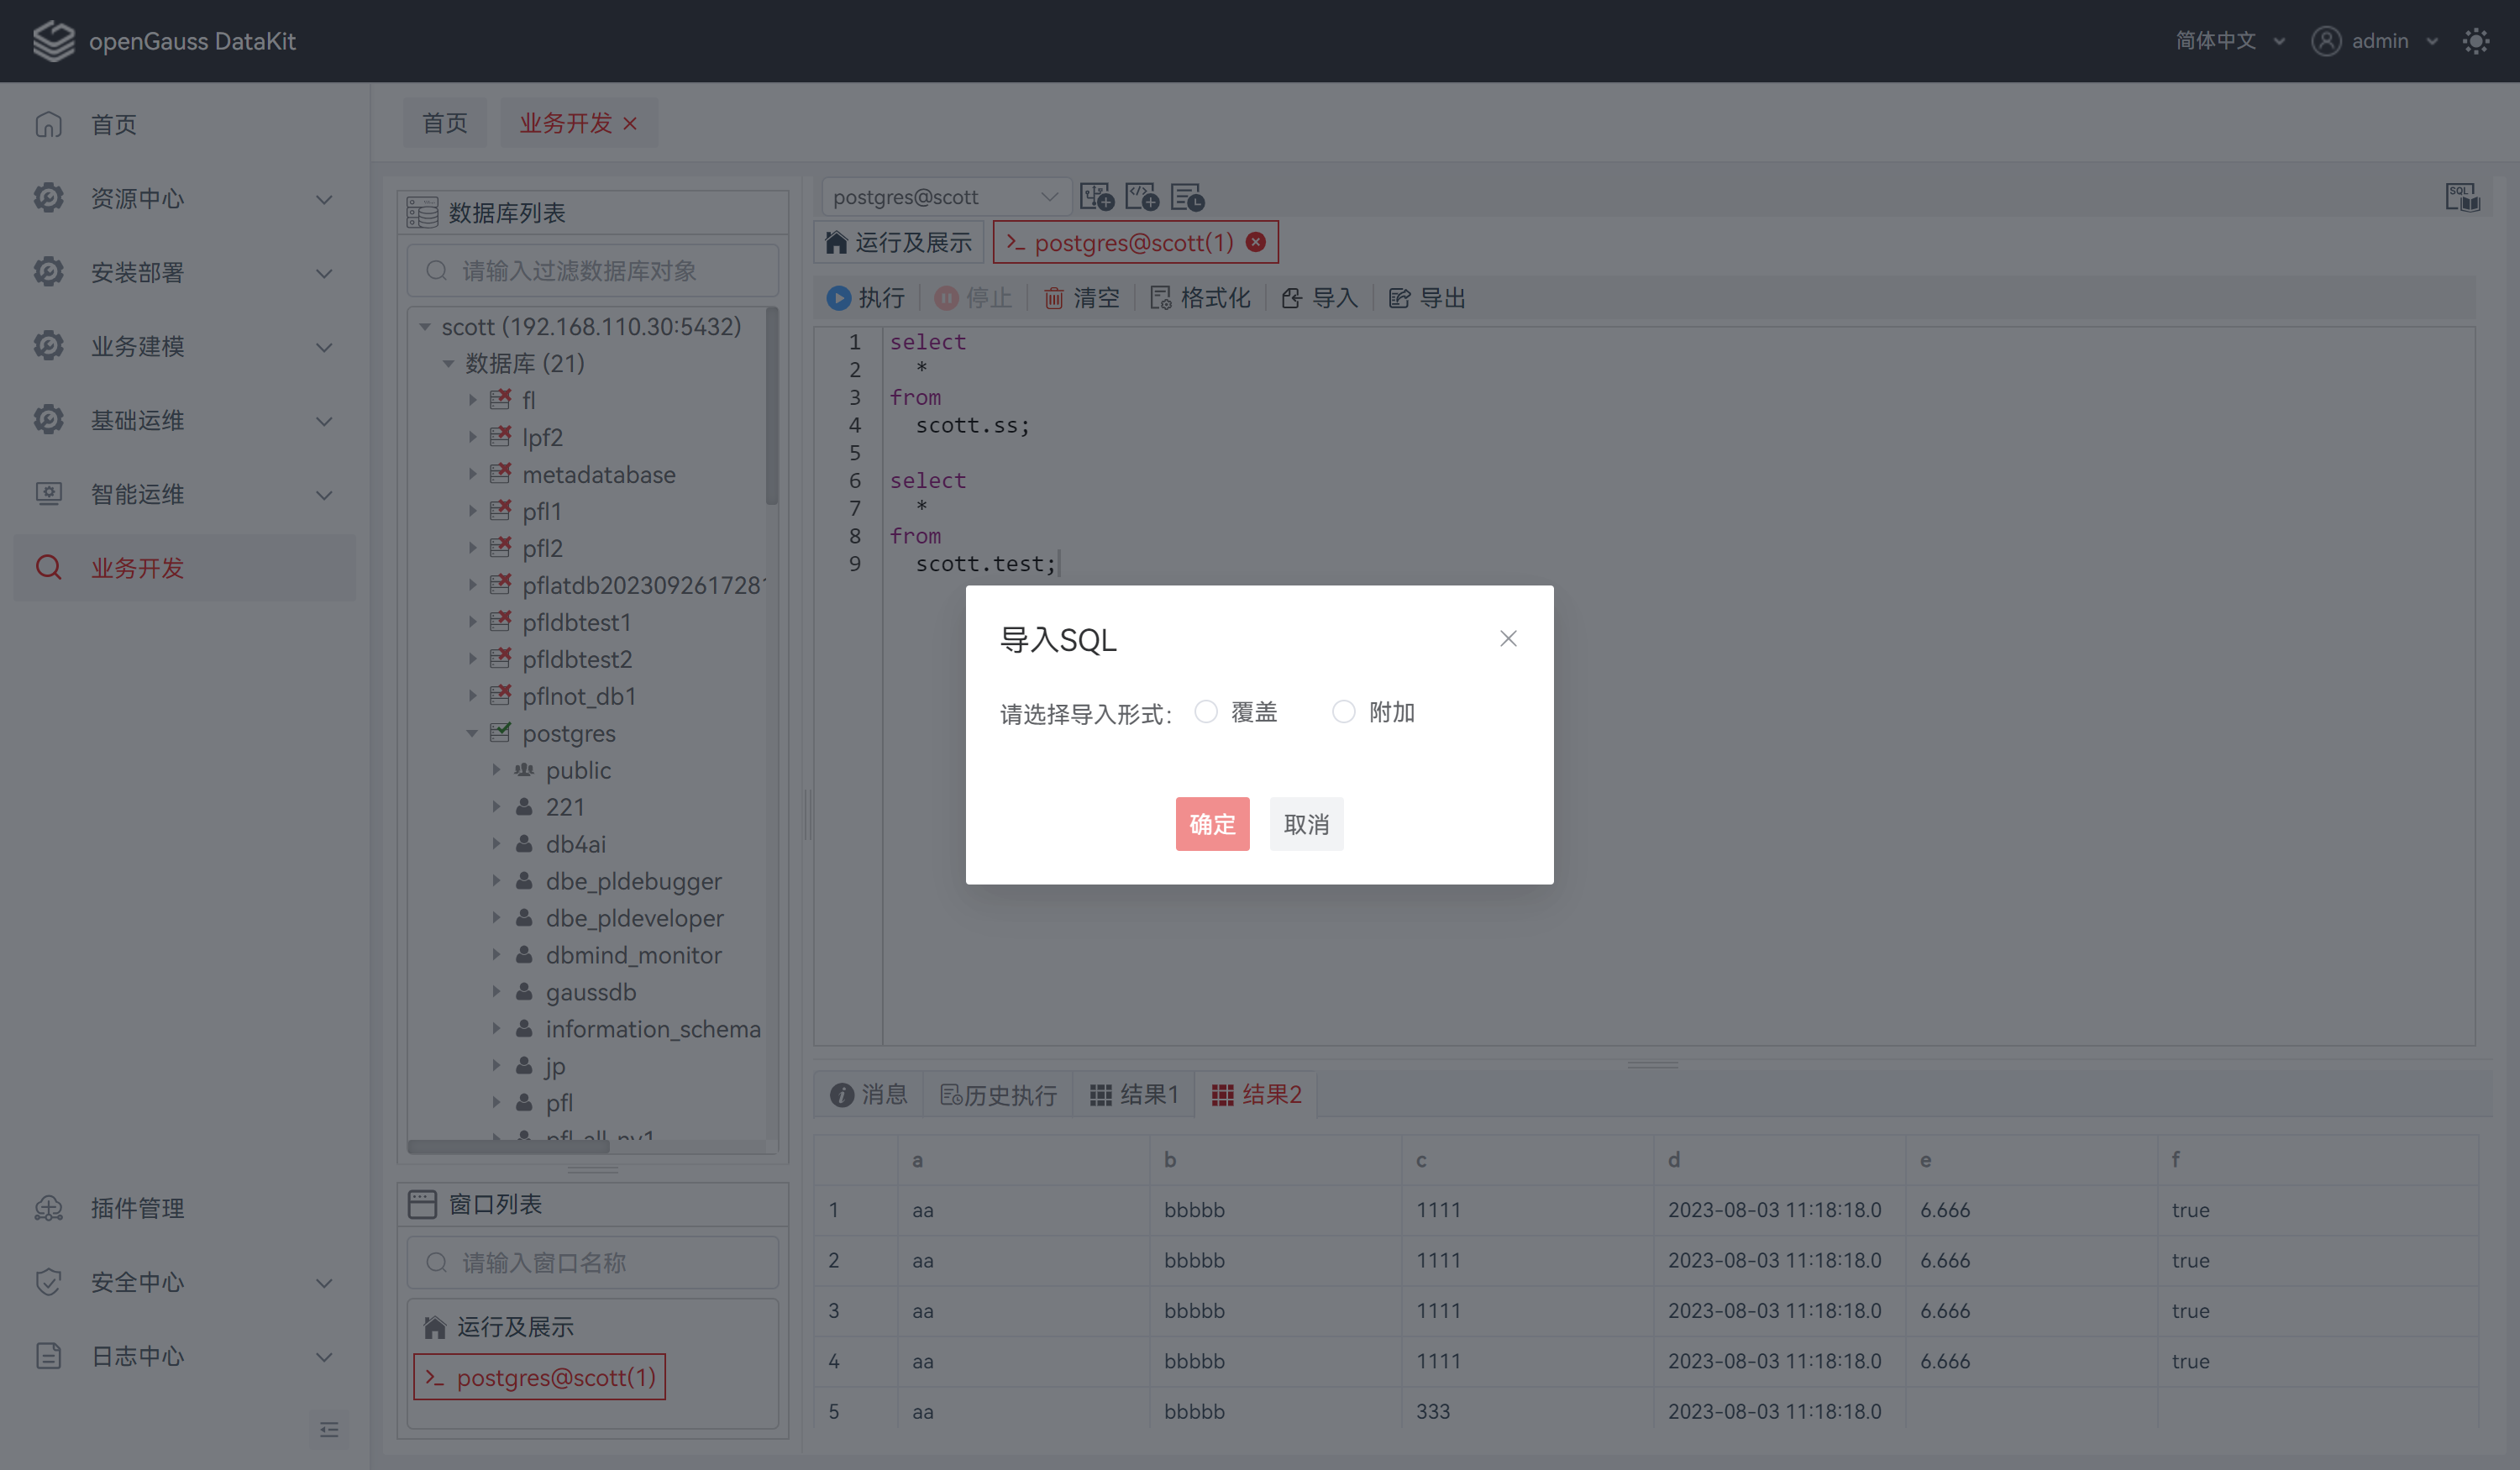 openGauss DataKit
简体中文
admin
首页
资源中心
安装部署
业务建模
基础运维
智能运维
业务开发
插件管理
安全中心
日志中心
首页
业务开发
数据库列表
请输入过滤数据库对象
scott (192.168.110.30:5432)
数据库 (21)
fl
lpf2
metadatabase
pfl1
pfl2
pflatdb202309261728
pfldbtest1
pfldbtest2
pflnot_db1
postgres
public
221
db4ai
dbe_pldebugger
dbe_pldeveloper
dbmind_monitor
gaussdb
information_schema
jp
pfl
窗口列表
请输入窗口名称
运行及展示
postgres@scott(1)
postgres@scott
SQL
运行及展示
postgres@scott(1)
执行 停止 清空 格式化 导入 导出
1 select
2 *
3 from
4 scott.ss;
5
6 select
7 *
8 from
9 scott.test;
导入SQL
请选择导入形式: 覆盖 附加
确定 取消
消息 历史执行 结果1 结果2
a b c d e f
1 aa bbbbb 1111 2023-08-03 11:18:18.0 6.666 true
2 aa bbbbb 1111 2023-08-03 11:18:18.0 6.666 true
3 aa bbbbb 1111 2023-08-03 11:18:18.0 6.666 true
4 aa bbbbb 1111 2023-08-03 11:18:18.0 6.666 true
5 aa bbbbb 333 2023-08-03 11:18:18.0